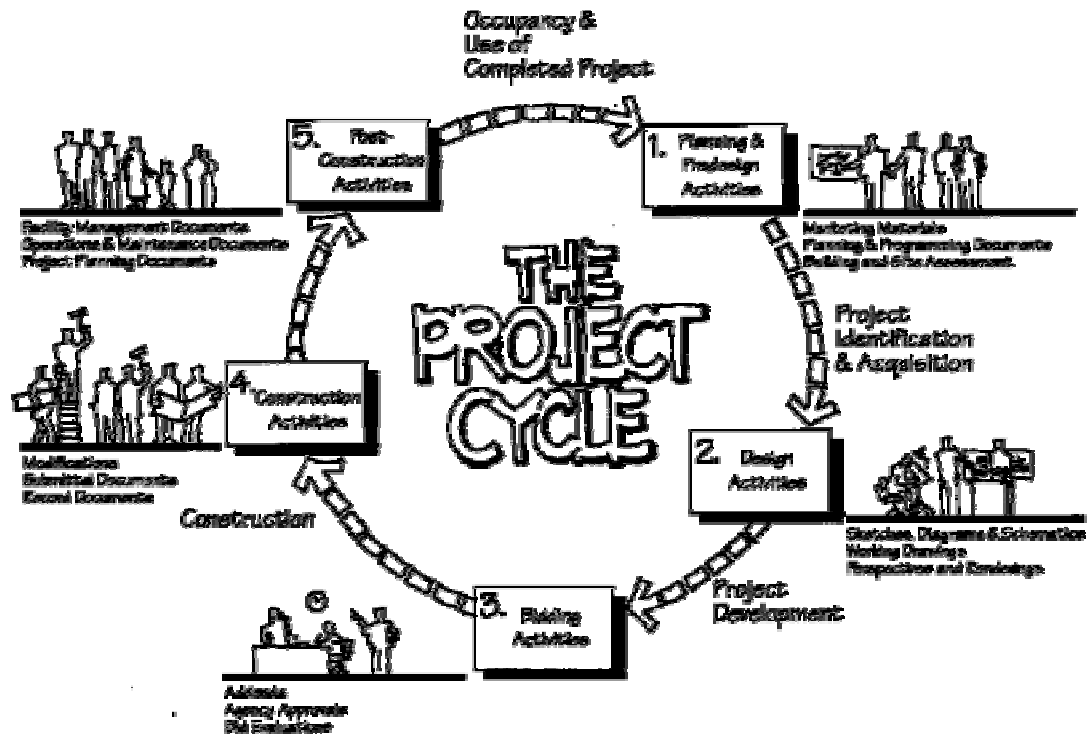 Occupancy &
Use of
Completed Project
5. Post-
Construction
Activities
1. Planning &
Predesign
Activities
Facility Management Documents
Operations & Maintenance Documents
Project Planning Documents
Marketing Materials
Planning & Programming Documents
Building and Site Assessment
THE
PROJECT
CYCLE
Project
Identification
& Acquisition
4. Construction
Activities
2. Design
Activities
Modifications
Submittal Documents
Record Documents
Construction
Sketches, Diagrams & Schematics
Working Drawings
Perspectives and Renderings
Project
Development
3. Bidding
Activities
Addenda
Agency Approvals
Bid Evaluations